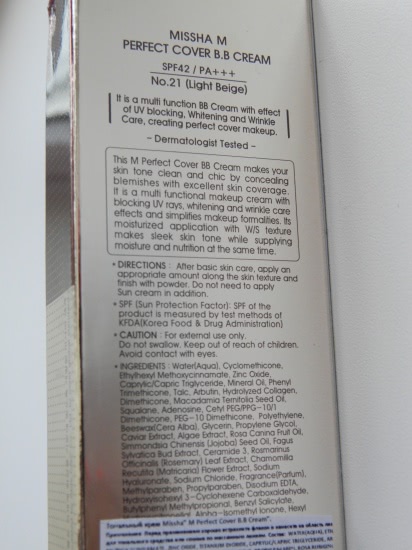 MISSHA M
PERFECT COVER B.B CREAM
SPF42 / PA+++
No.21 (Light Beige)
It is a multi function BB Cream with effect
of UV blocking, Whitening and Wrinkle
Care, creating perfect cover makeup.
– Dermatologist Tested –
This M Perfect Cover BB Cream makes your
skin tone clean and chic by concealing
blemishes with excellent skin coverage.
It is a multi functional makeup cream with
blocking UV rays, whitening and wrinkle care
effects and simplifies makeup formalities. Its
moisturized application with W/S texture
makes sleek skin tone while supplying
moisture and nutrition at the same time.
• DIRECTIONS : After basic skin care, apply an
appropriate amount along the skin texture and
finish with powder. Do not need to apply
Sun cream in addition.
• SPF (Sun Protection Factor): SPF of the
product is measured by test methods of
KFDA(Korea Food & Drug Administration)
• CAUTION : For external use only.
Do not swallow. Keep out of reach of children.
Avoid contact with eyes.
• INGREDIENTS : Water(Aqua), Cyclomethicone,
Ethylhexyl Methoxycinnamate, Zinc Oxide,
Caprylic/Capric Triglyceride, Mineral Oil, Phenyl
Trimethicone, Talc, Arbutin, Hydrolyzed Collagen,
Dimethicone, Macadamia Ternifolia Seed Oil,
Squalane, Adenosine, Cetyl PEG/PPG-10/1
Dimethicone, PEG-10 Dimethicone, Polyethylene,
Beeswax(Cera Alba), Glycerin, Propylene Glycol,
Caviar Extract, Algae Extract, Rosa Canina Fruit Oil,
Simmondsia Chinensis (Jojoba) Seed Oil, Fagus
Sylvatica Bud Extract, Ceramide 3, Rosmarinus
Officinalis (Rosemary) Leaf Extract, Chamomilla
Recutita (Matricaria) Flower Extract, Sodium
Hyaluronate, Sodium Chloride, Fragrance(Parfum),
Methylparaben, Propylparaben, Disodium EDTA,
Hydroxyisohexyl 3-Cyclohexene Carboxaldehyde,
Butylphenyl Methylpropional, Benzyl Salicylate,
Тональный крем Missha" M Perfect Cover B.B Cream".